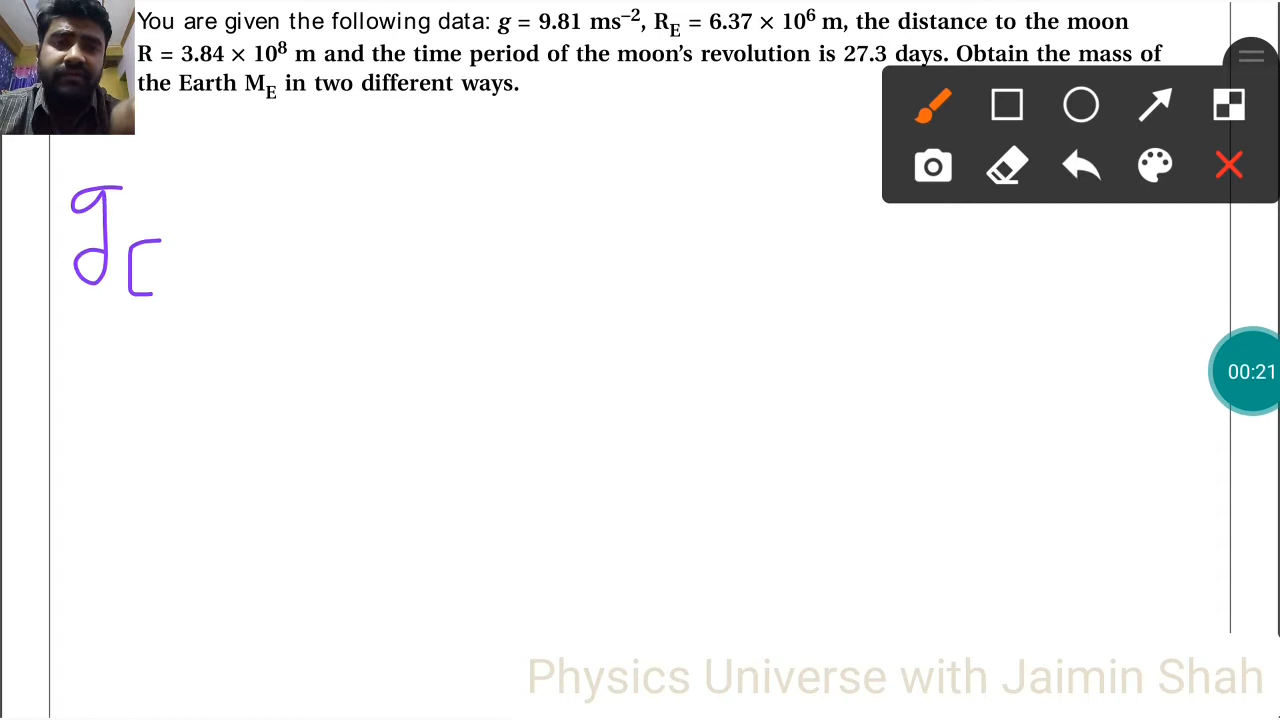 You are given the following data: g = 9.81 ms⁻², R_E = 6.37 × 10⁶ m, the distance to the moon
R = 3.84 × 10⁸ m and the time period of the moon's revolution is 27.3 days. Obtain the mass of
the Earth M_E in two different ways.
g
00:21
Physics Universe with Jaimin Shah